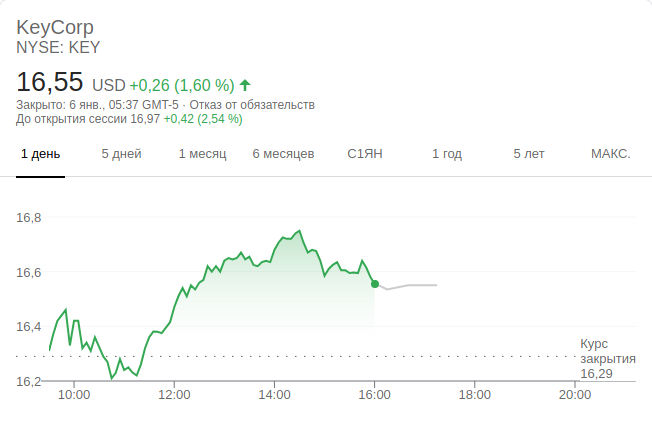 KeyCorp
NYSE: KEY
16,55 USD +0,26 (1,60 %)
Закрыто: 6 янв., 05:37 GMT-5 · Отказ от обязательств
До открытия сессии 16,97 +0,42 (2,54 %)
1 день 5 дней 1 месяц 6 месяцев С1ЯН 1 год 5 лет МАКС.
16,8
16,6
16,4
Курс
закрытия
16,29
16,2
10:00 12:00 14:00 16:00 18:00 20:00